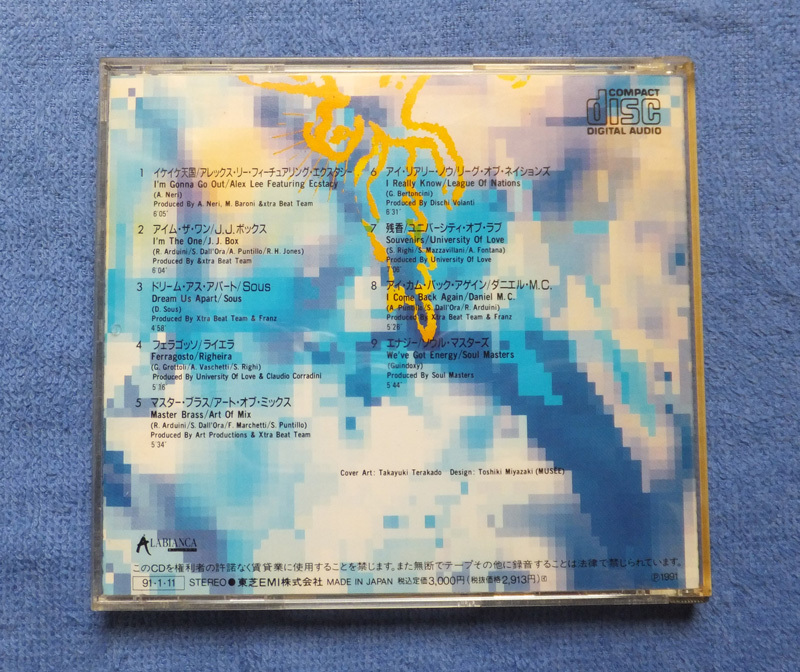 COMPACT
disc
DIGITAL AUDIO
1 イケイケ天国/アレックス・リー・フィーチュアリング・エクスタシー
I'm Gonna Go Out/Alex Lee Featuring Ecstacy
(A. Neri)
Produced By A. Neri, M. Baroni &xtra Beat Team
6'05"
2 アイム・ザ・ワン/J.J.ボックス
I'm The One/J. J. Box
(R. Arduini/S. Dall'Ora/A. Puntillo/R. H. Jones)
Produced By &xtra Beat Team
6'04"
3 ドリーム・アス・アパート/Sous
Dream Us Apart/Sous
(D. Sous)
Produced By Xtra Beat Team & Franz
4'58"
4 フェラゴッソ/ライエラ
Ferragosto/Righeira
(G. Grottoli/A. Vaschetti/S. Righi)
Produced By University Of Love & Claudio Corradini
5'16"
5 マスター・ブラス/アート・オブ・ミックス
Master Brass/Art Of Mix
(R. Arduini/S. Dall'Ora/F. Marchetti/S. Puntillo)
Produced By Art Productions & Xtra Beat Team
5'34"
6 アイ・リアリー・ノウ/リーグ・オブ・ネイションズ
I Really Know/League Of Nations
(G. Bertoncini)
Produced By Dischi Volanti
6'31"
7 残香/ユニバーシティ・オブ・ラブ
Souvenirs/University Of Love
(S. Righi/S. Mazzavillani/A. Fontana)
Produced By University Of Love
8 アイ・カム・バック・アゲイン/ダニエル・M.C.
I Come Back Again/Daniel M. C.
(A. Puntillo/S. Dall'Ora/R. Arduini)
Produced By Xtra Beat Team & Franz
5'28"
9 エナジー/ソウル・マスターズ
We've Got Energy/Soul Masters
(Guindoxy)
Produced By Soul Masters
5'44"
Cover Art: Takayuki Terakado Design: Toshiki Miyazaki (MUSEE)
ALABIANCA
このCDを権利者の許諾なく賃貸業に使用することを禁じます。また無断でテープその他に録音することは法律で禁じられています。
91・1・11 STEREO ● 東芝EMI株式会社 MADE IN JAPAN 税込定価3,000円(税抜価格2,913円) Ⓟ1991